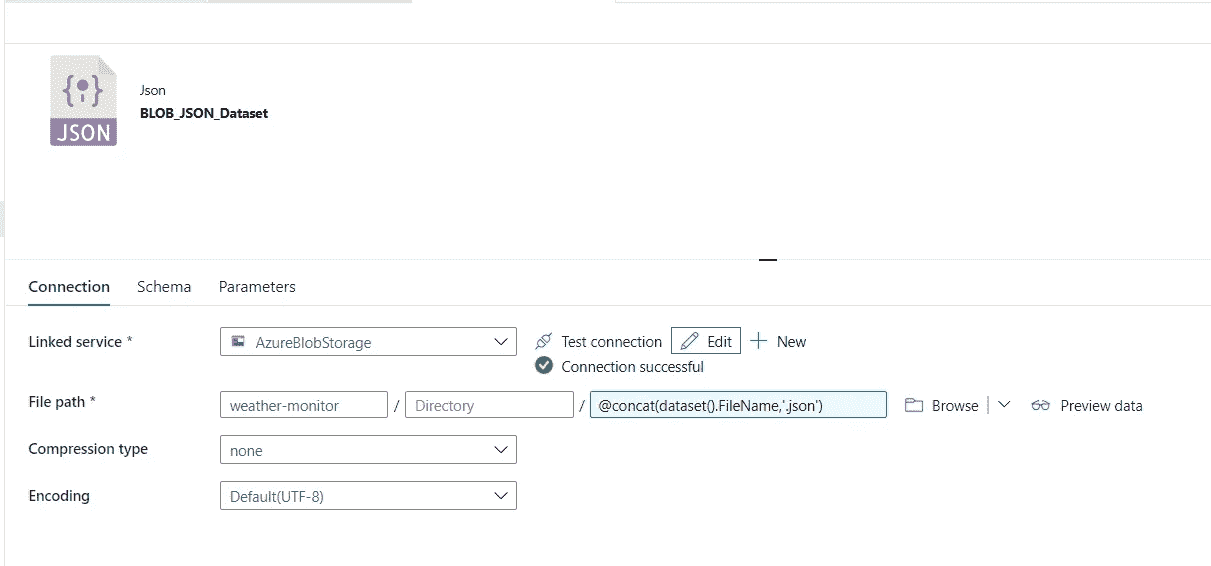 Json
BLOB_JSON_Dataset
{ } JSON
Connection Schema Parameters
Linked service * AzureBlobStorage Test connection Edit New
Connection successful
File path * weather-monitor / Directory / @concat(dataset().FileName,'.json') Browse Preview data
Compression type none
Encoding Default(UTF-8)